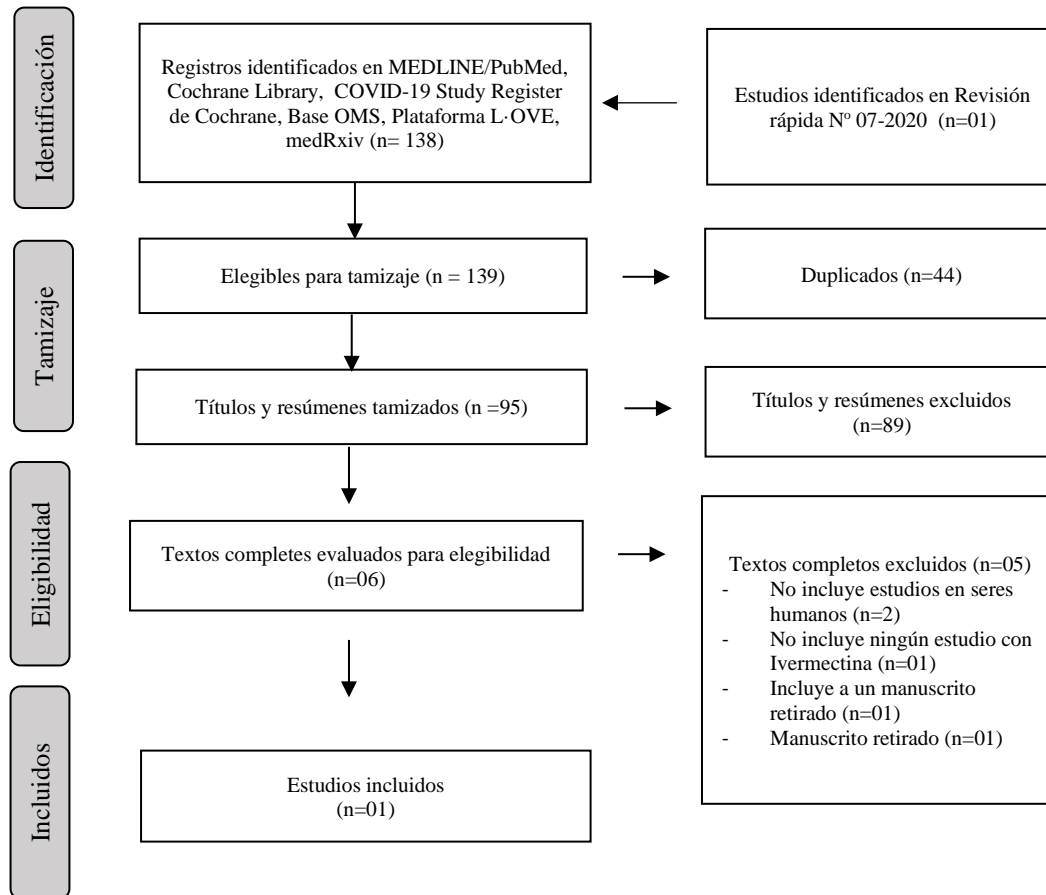 Identificación
Registros identificados en MEDLINE/PubMed,
Cochrane Library, COVID-19 Study Register
de Cochrane, Base OMS, Plataforma L·OVE,
medRxiv (n= 138)
Estudios identificados en Revisión
rápida Nº 07-2020 (n=01)
Tamizaje
Elegibles para tamizaje (n = 139)
Duplicados (n=44)
Títulos y resúmenes tamizados (n =95)
Títulos y resúmenes excluidos
(n=89)
Eligibilidad
Textos completes evaluados para elegibilidad
(n=06)
Textos completos excluidos (n=05)
- No incluye estudios en seres
humanos (n=2)
- No incluye ningún estudio con
Ivermectina (n=01)
- Incluye a un manuscrito
retirado (n=01)
- Manuscrito retirado (n=01)
Incluidos
Estudios incluidos
(n=01)